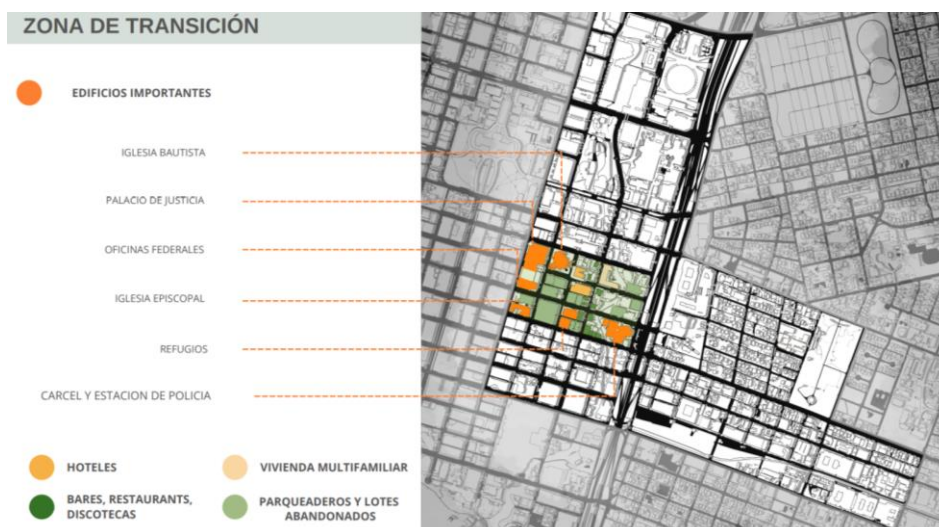 ZONA DE TRANSICIÓN
EDIFICIOS IMPORTANTES
IGLESIA BAUTISTA
PALACIO DE JUSTICIA
OFICINAS FEDERALES
IGLESIA EPISCOPAL
REFUGIOS
CARCEL Y ESTACION DE POLICIA
HOTELES
VIVIENDA MULTIFAMILIAR
BARES, RESTAURANTS,
DISCOTECAS
PARQUEADEROS Y LOTES
ABANDONADOS